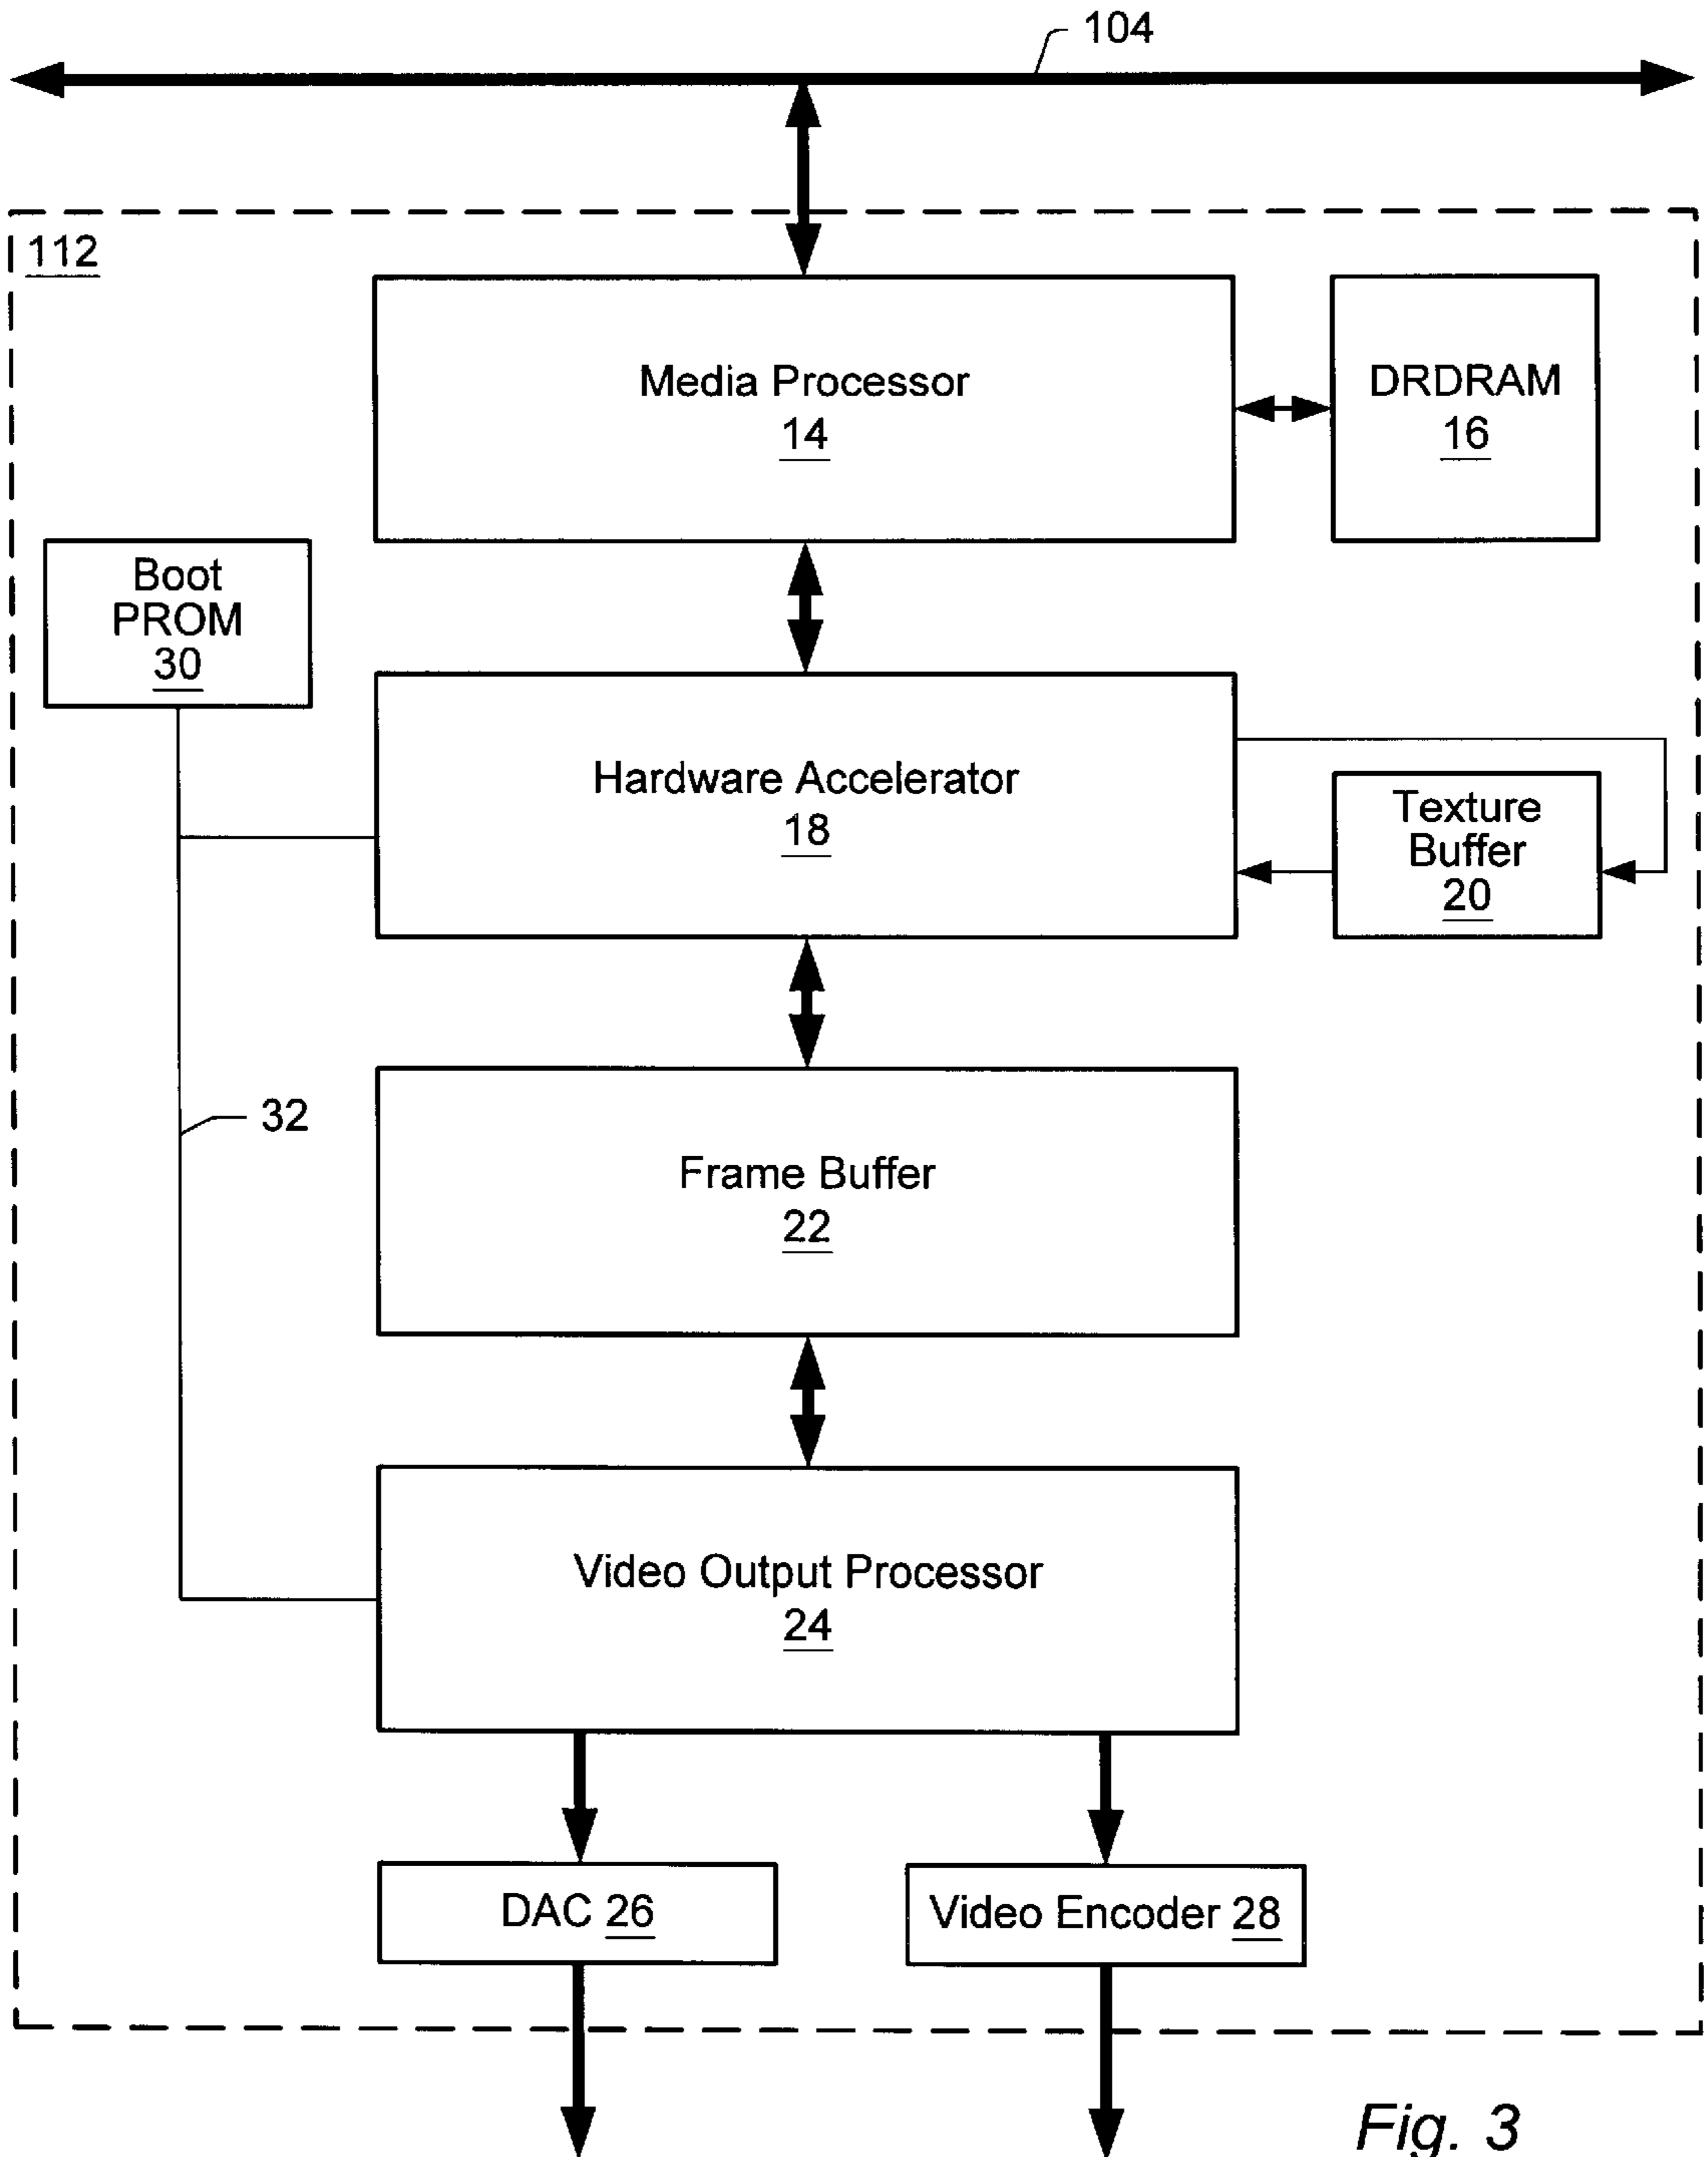 104
112
Media Processor
14
DRDRAM
16
Boot
PROM
30
Hardware Accelerator
18
Texture
Buffer
20
32
Frame Buffer
22
Video Output Processor
24
DAC 26
Video Encoder 28
Fig. 3